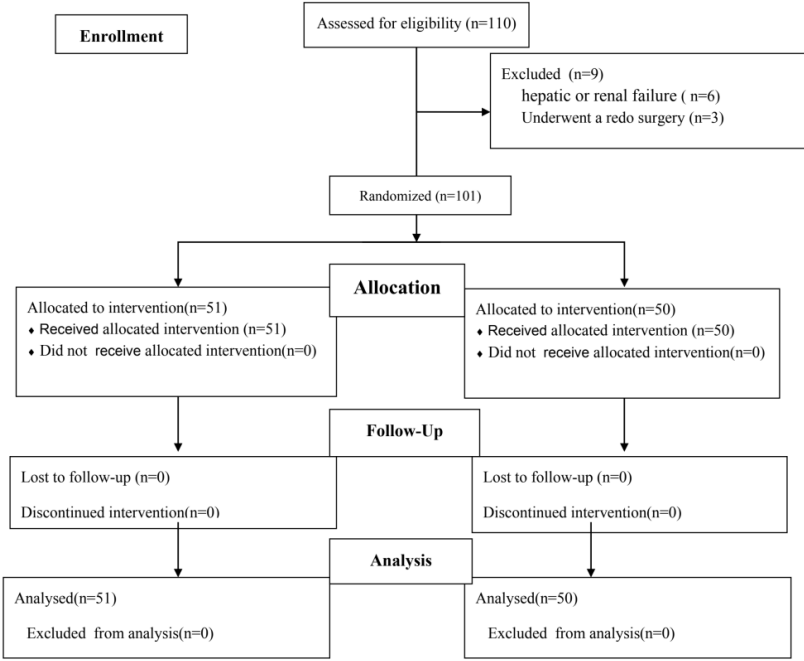 Assessed for eligibility (n=110)
Enrollment
Excluded (n=9)
hepatic or renal failure ( n=6)
Underwent a redo surgery (n=3)
Randomized (n=101)
Allocation
Allocated to intervention(n=51)
♦ Received allocated intervention (n=51)
♦ Did not receive allocated intervention(n=0)
Allocated to intervention(n=50)
♦ Received allocated intervention (n=50)
♦ Did not receive allocated intervention(n=0)
Follow-Up
Lost to follow-up (n=0)
Discontinued intervention(n=0)
Lost to follow-up (n=0)
Discontinued intervention(n=0)
Analysis
Analysed(n=51)
Excluded from analysis(n=0)
Analysed(n=50)
Excluded from analysis(n=0)